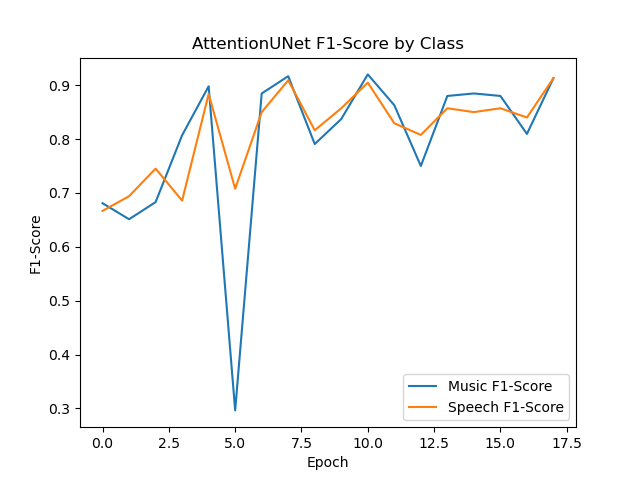 AttentionUNet F1-Score by Class
F1-Score
0.9
0.8
0.7
0.6
0.5
0.4
0.3
Music F1-Score
Speech F1-Score
0.0 2.5 5.0 7.5 10.0 12.5 15.0 17.5
Epoch